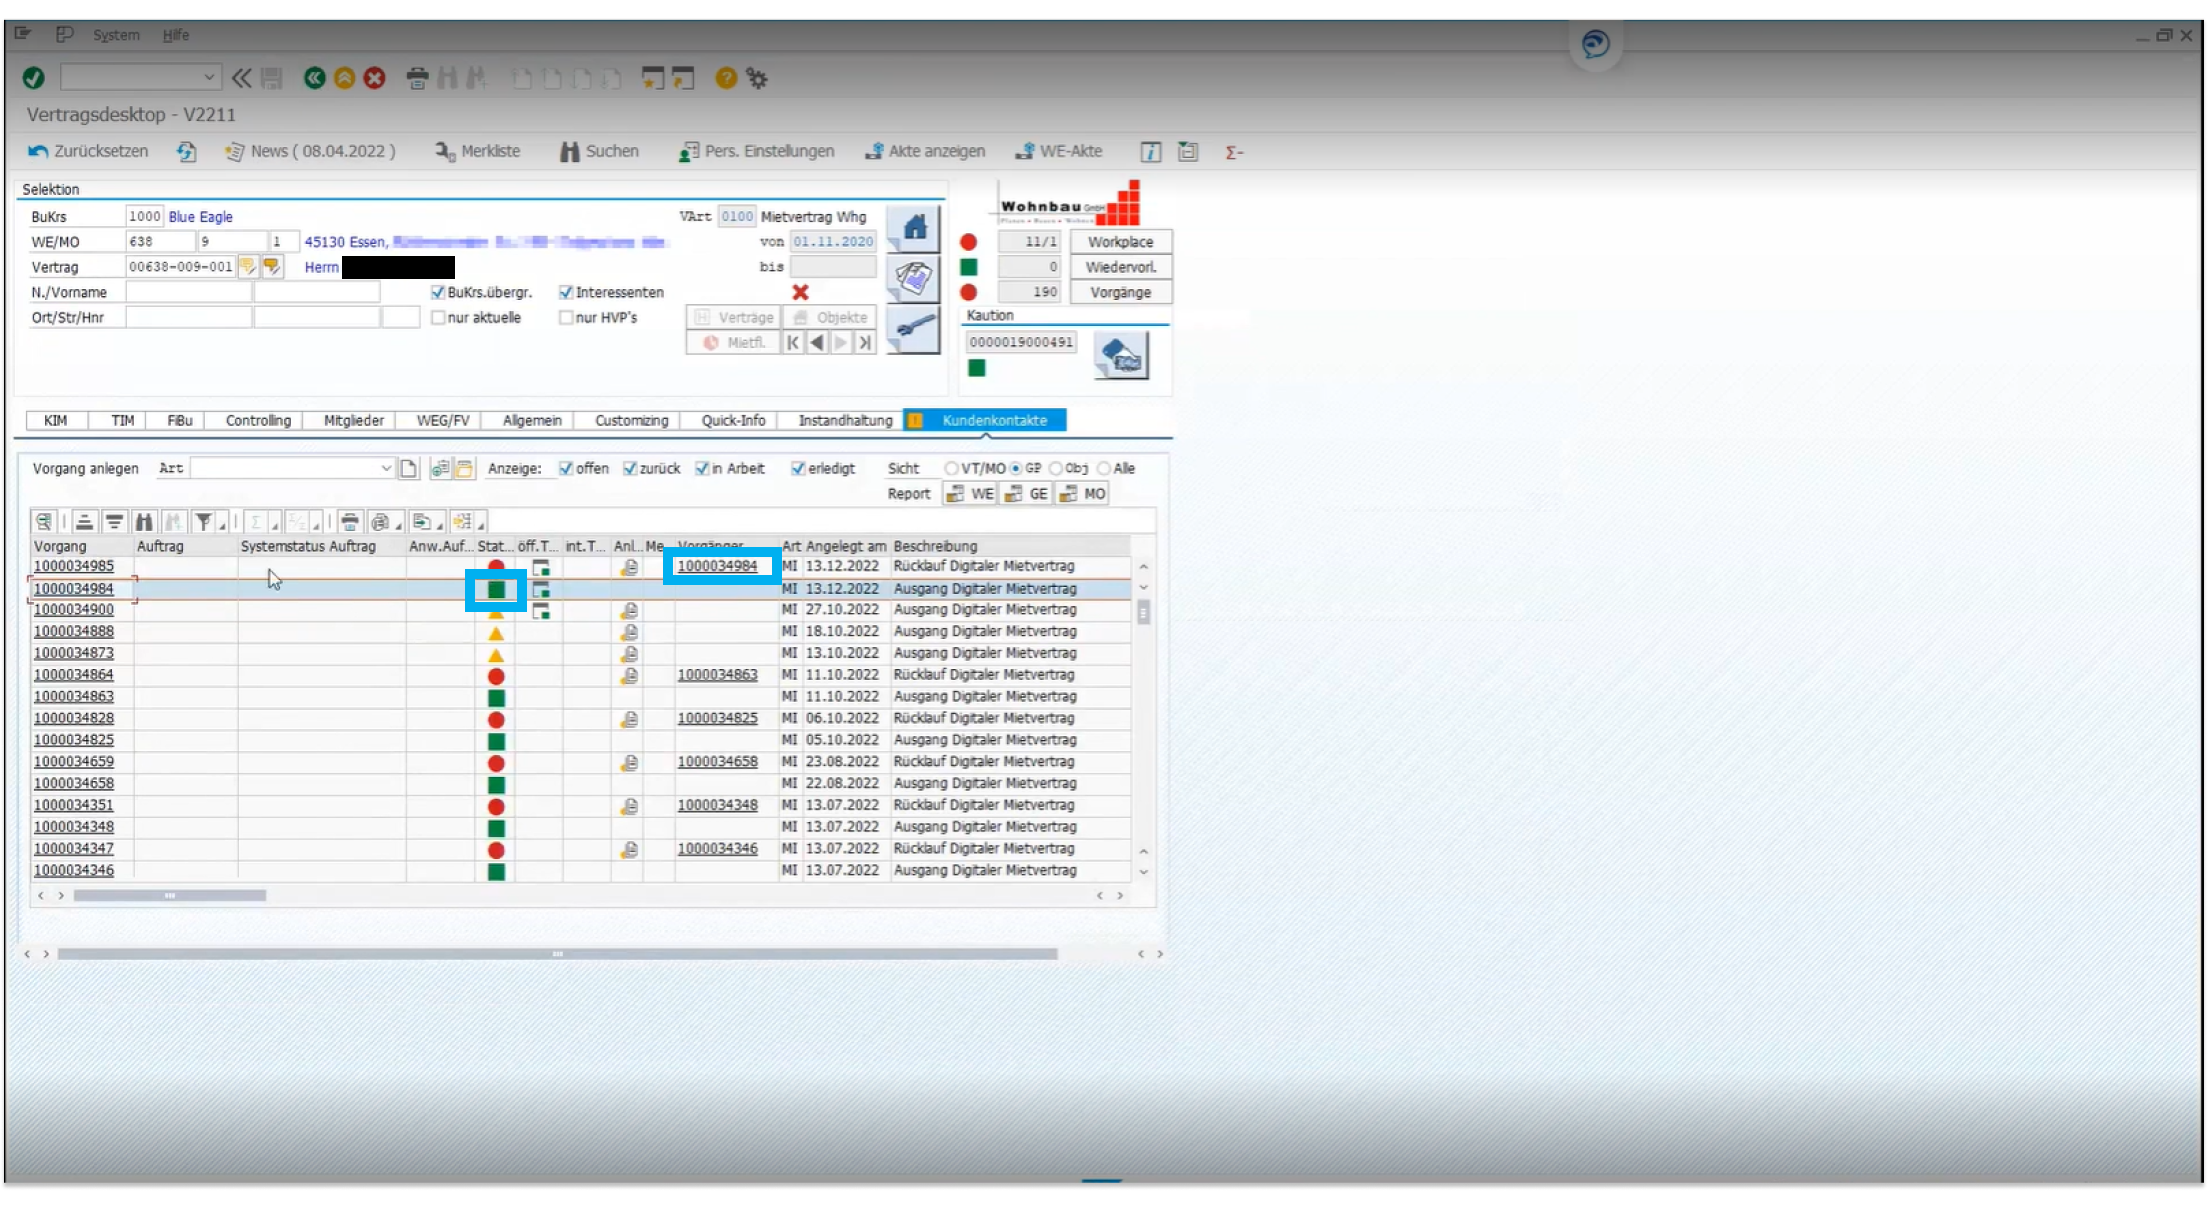 System Hilfe
Vertragsdesktop - V2211
Zurücksetzen News ( 08.04.2022 ) Merkliste Suchen Pers. Einstellungen Akte anzeigen WE-Akte Σ-
Selektion
BuKrs 1000 Blue Eagle VArt 0100 Mietvertrag Whg
WE/MO 638 9 1 45130 Essen, von 01.11.2020
Vertrag 00638-009-001 Herrn bis
N./Vorname BuKrs.übergr. Interessenten
Ort/Str/Hnr nur aktuelle nur HVP's Verträge Objekte
Mietfl.
Wohnbau GmbH
Planen • Bauen • Wohnen
11/1 Workplace
0 Wiedervorl.
190 Vorgänge
Kaution
0000019000491
KIM TIM FiBu Controlling Mitglieder WEG/FV Allgemein Customizing Quick-Info Instandhaltung Kundenkontakte
Vorgang anlegen Art Anzeige: offen zurück in Arbeit erledigt Sicht VT/MO GP Obj Alle
Report WE GE MO
Vorgang Auftrag Systemstatus Auftrag Anw.Auf... Stat... öff.T... int.T... Anl... Me... Vorgänger Art Angelegt am Beschreibung
1000034985 1000034984 MI 13.12.2022 Rücklauf Digitaler Mietvertrag
1000034984 MI 13.12.2022 Ausgang Digitaler Mietvertrag
1000034900 MI 27.10.2022 Ausgang Digitaler Mietvertrag
1000034888 MI 18.10.2022 Ausgang Digitaler Mietvertrag
1000034873 MI 13.10.2022 Ausgang Digitaler Mietvertrag
1000034864 1000034863 MI 11.10.2022 Rücklauf Digitaler Mietvertrag
1000034863 MI 11.10.2022 Ausgang Digitaler Mietvertrag
1000034828 1000034825 MI 06.10.2022 Rücklauf Digitaler Mietvertrag
1000034825 MI 05.10.2022 Ausgang Digitaler Mietvertrag
1000034659 1000034658 MI 23.08.2022 Rücklauf Digitaler Mietvertrag
1000034658 MI 22.08.2022 Ausgang Digitaler Mietvertrag
1000034351 1000034348 MI 13.07.2022 Rücklauf Digitaler Mietvertrag
1000034348 MI 13.07.2022 Ausgang Digitaler Mietvertrag
1000034347 1000034346 MI 13.07.2022 Rücklauf Digitaler Mietvertrag
1000034346 MI 13.07.2022 Ausgang Digitaler Mietvertrag